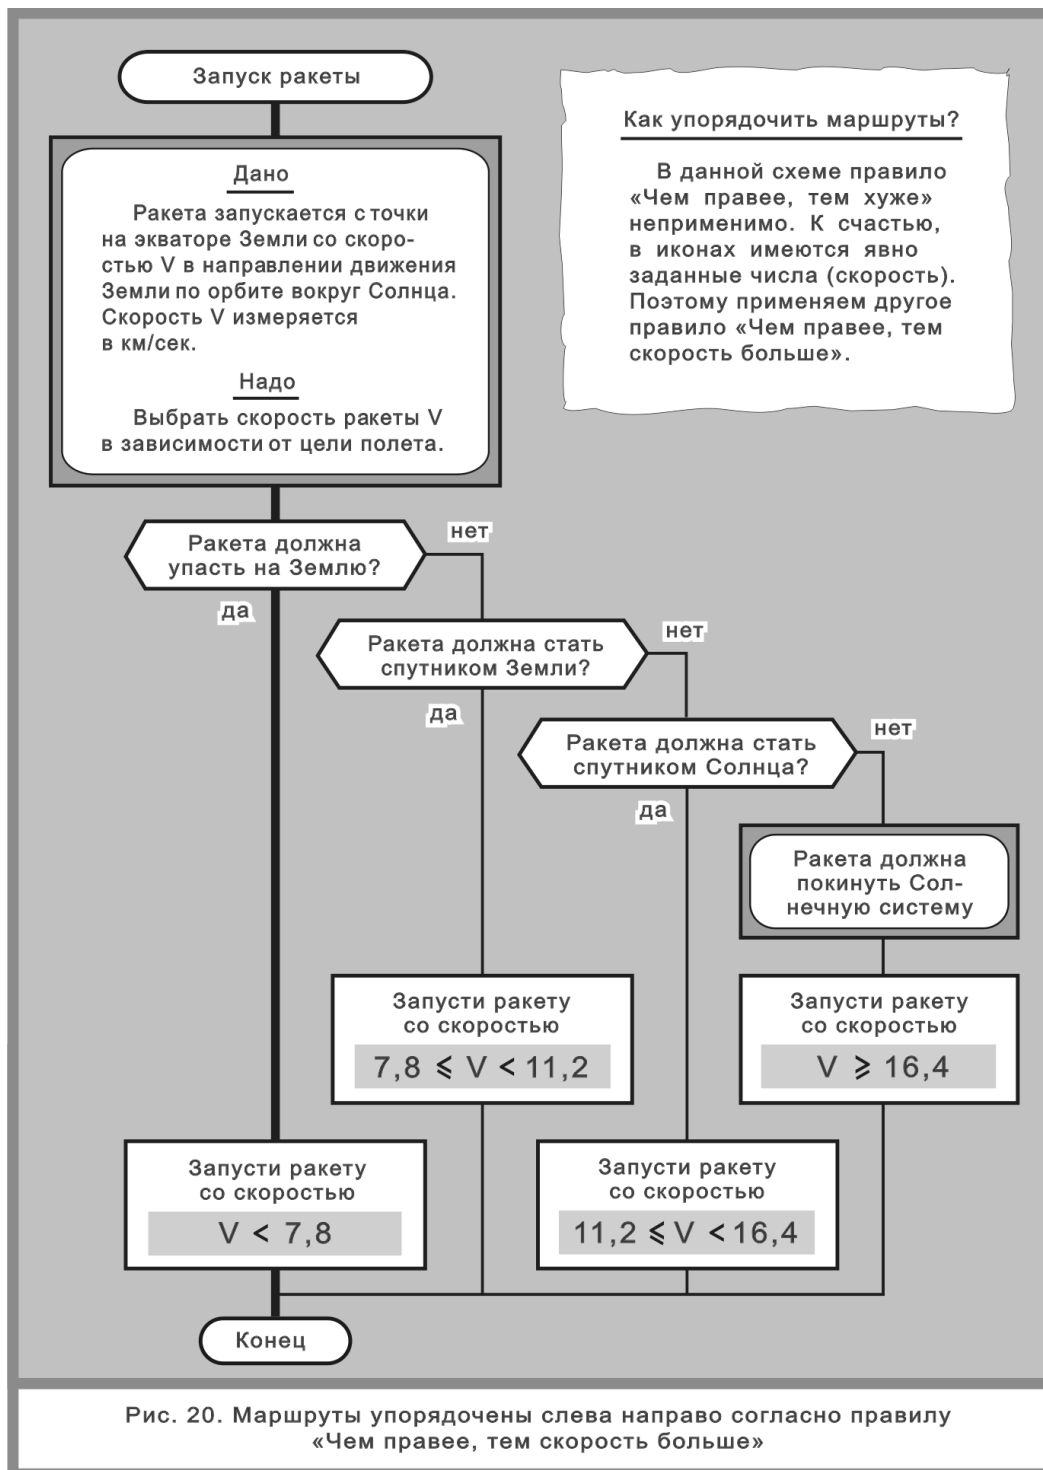 Запуск ракеты
Дано
Ракета запускается с точки
на экваторе Земли со скоро-
стью V в направлении движения
Земли по орбите вокруг Солнца.
Скорость V измеряется
в км/сек.
Надо
Выбрать скорость ракеты V
в зависимости от цели полета.
Как упорядочить маршруты?
В данной схеме правило
«Чем правее, тем хуже»
неприменимо. К счастью,
в иконах имеются явно
заданные числа (скорость).
Поэтому применяем другое
правило «Чем правее, тем
скорость больше».
Ракета должна
упасть на Землю?
нет
да
Ракета должна стать
спутником Земли?
нет
да
Ракета должна стать
спутником Солнца?
нет
да
Ракета должна
покинуть Сол-
нечную систему
Запусти ракету
со скоростью
7,8 ⩽ V < 11,2
Запусти ракету
со скоростью
V ⩾ 16,4
Запусти ракету
со скоростью
V < 7,8
Запусти ракету
со скоростью
11,2 ⩽ V < 16,4
Конец
Рис. 20. Маршруты упорядочены слева направо согласно правилу
«Чем правее, тем скорость больше»